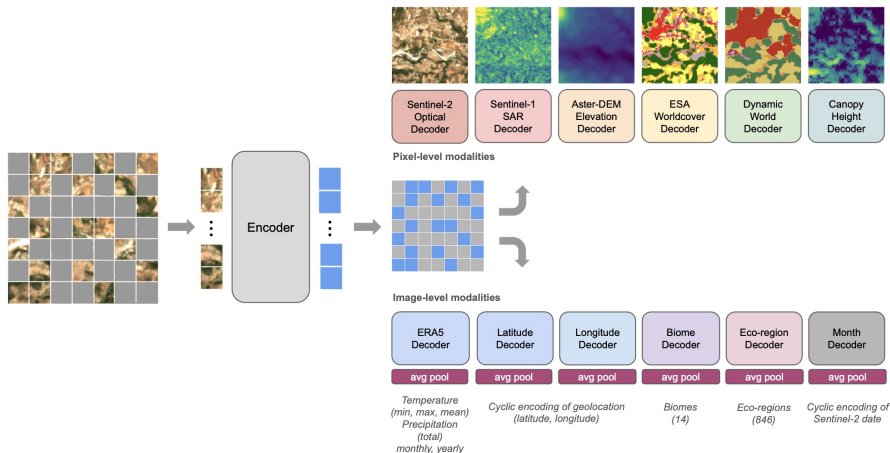 Sentinel-2
Optical
Decoder
Sentinel-1
SAR
Decoder
Aster-DEM
Elevation
Decoder
ESA
Worldcover
Decoder
Dynamic
World
Decoder
Canopy
Height
Decoder
Pixel-level modalities
Encoder
Image-level modalities
ERA5
Decoder
Latitude
Decoder
Longitude
Decoder
Biome
Decoder
Eco-region
Decoder
Month
Decoder
avg pool
avg pool
avg pool
avg pool
avg pool
avg pool
Temperature
(min, max, mean)
Precipitation
(total)
monthly, yearly
Cyclic encoding of geolocation
(latitude, longitude)
Biomes
(14)
Eco-regions
(846)
Cyclic encoding of
Sentinel-2 date